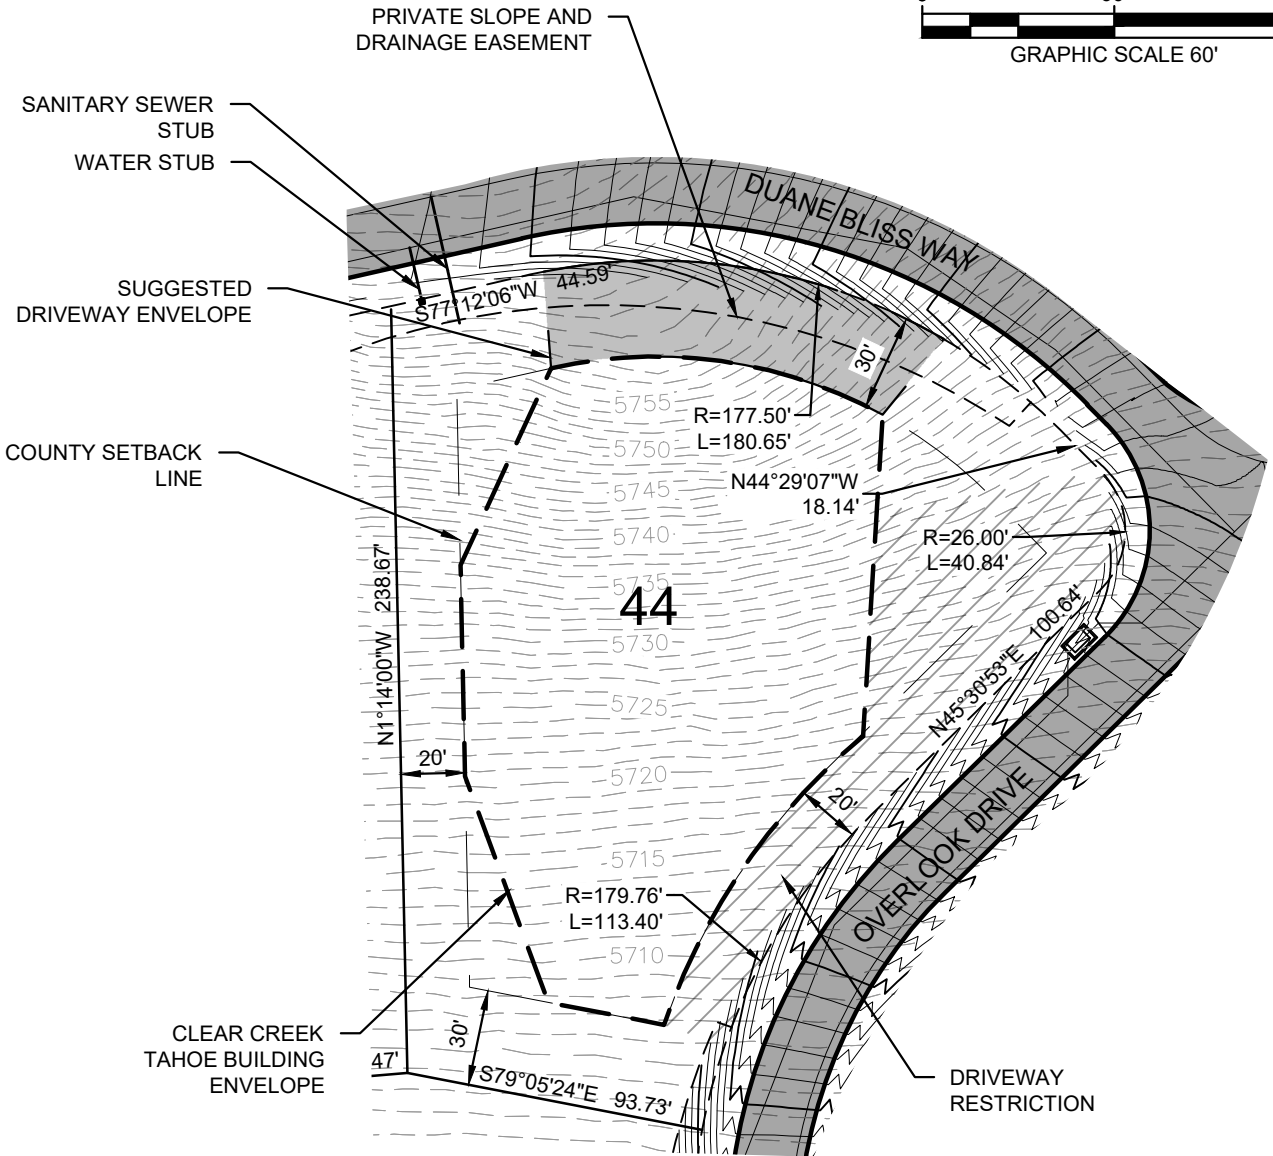 PRIVATE SLOPE AND
DRAINAGE EASEMENT
GRAPHIC SCALE 60'
SANITARY SEWER
STUB
WATER STUB
DUANE BLISS WAY
SUGGESTED
DRIVEWAY ENVELOPE
S77°12'06"W 44.59'
30'
5755
R=177.50'
L=180.65'
5750
COUNTY SETBACK
LINE
N44°29'07"W
18.14'
5745
5740
R=26.00'
L=40.84'
5735
44
N1°14'00"W 238.67'
5730
N45°30'53"E 100.64'
5725
20'
5720
20'
OVERLOOK DRIVE
5715
R=179.76'
L=113.40'
5710
CLEAR CREEK
TAHOE BUILDING
ENVELOPE
30'
47'
S79°05'24"E 93.73'
DRIVEWAY
RESTRICTION